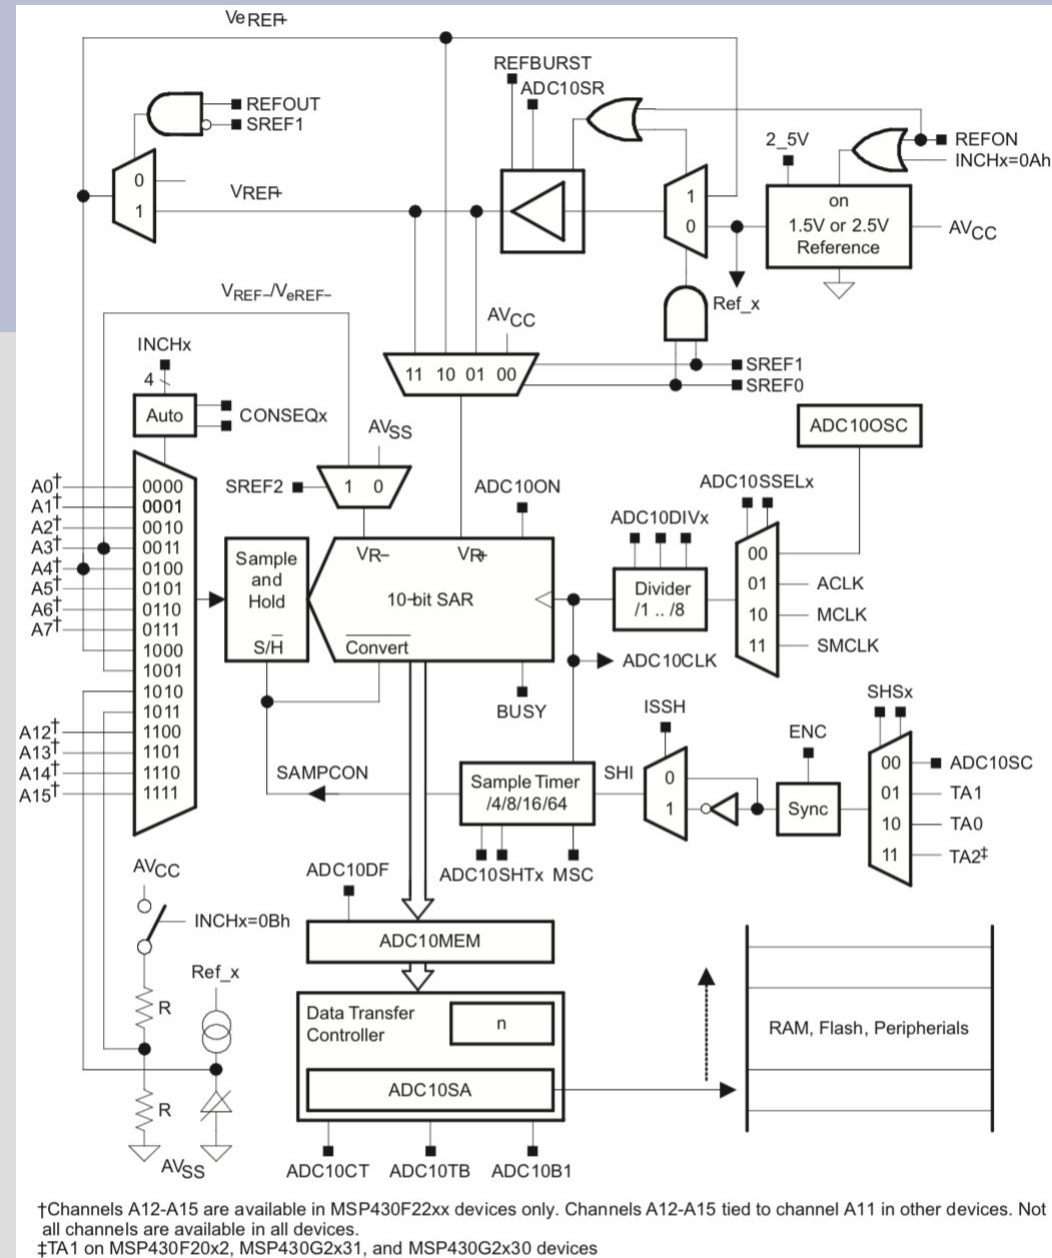 VeREF+
REFBURST
ADC10SR
REFOUT
SREF1
2_5V
REFON
INCHx=0Ah
0
1
VREF+
1
0
on
1.5V or 2.5V
Reference
AVCC
VREF–/VeREF–
Ref_x
AVCC
INCHx
4
11 10 01 00
SREF1
SREF0
Auto
CONSEQx
AVSS
ADC10OSC
SREF2
1 0
ADC10ON
ADC10SSELx
ADC10DIVx
A0†
A1†
A2†
A3†
A4†
A5†
A6†
A7†
A12†
A13†
A14†
A15†
0000
0001
0010
0011
0100
0101
0110
0111
1000
1001
1010
1011
1100
1101
1110
1111
Sample
and
Hold
S/H
VR–
VR+
10-bit SAR
Convert
Divider
/1 .. /8
00
01
10
11
ACLK
MCLK
SMCLK
ADC10CLK
BUSY
ISSH
SHSx
ENC
SAMPCON
Sample Timer
/4/8/16/64
SHI
0
1
Sync
00
01
10
11
ADC10SC
TA1
TA0
TA2‡
ADC10SHTx
MSC
ADC10DF
AVCC
INCHx=0Bh
ADC10MEM
Ref_x
R
R
AVSS
Data Transfer
Controller
n
ADC10SA
RAM, Flash, Peripherials
ADC10CT
ADC10TB
ADC10B1
†Channels A12-A15 are available in MSP430F22xx devices only. Channels A12-A15 tied to channel A11 in other devices. Not
all channels are available in all devices.
‡TA1 on MSP430F20x2, MSP430G2x31, and MSP430G2x30 devices